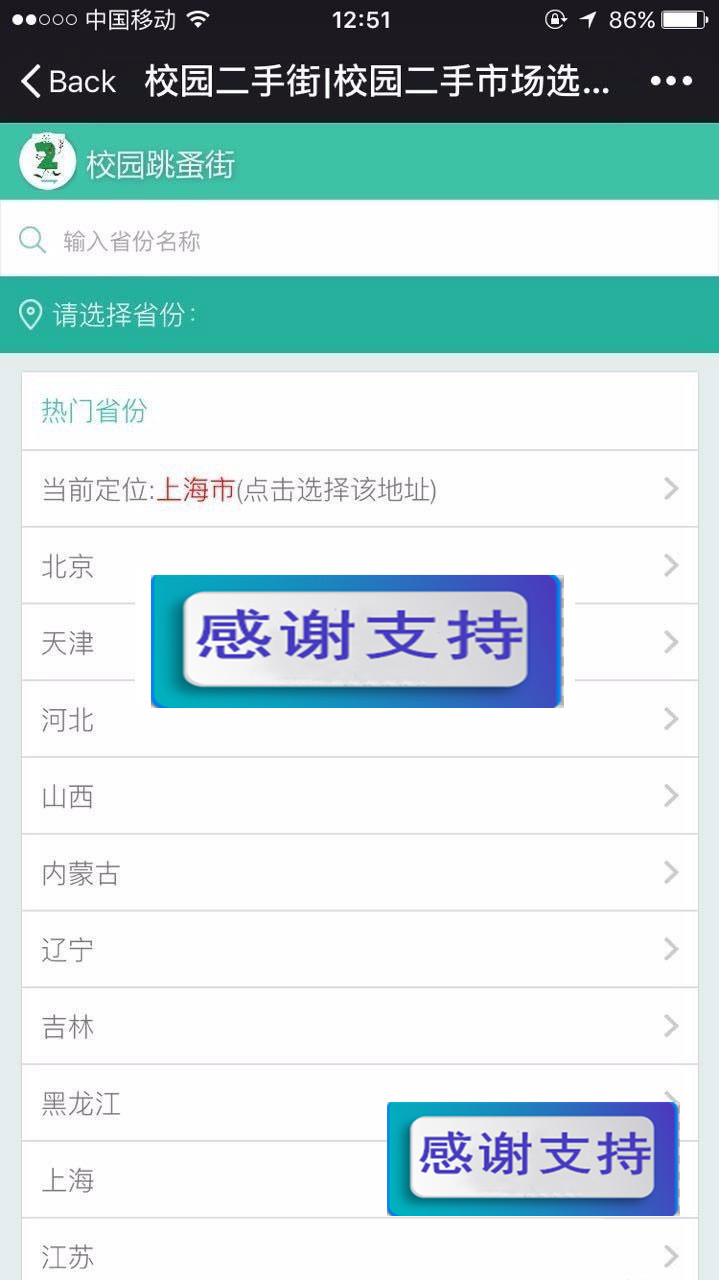 中国移动 12:51 86%
Back 校园二手街|校园二手市场选...
校园跳蚤街
输入省份名称
请选择省份：
热门省份
当前定位:上海市(点击选择该地址)
北京
感谢支持
天津
河北
山西
内蒙古
辽宁
吉林
黑龙江
感谢支持
上海
江苏